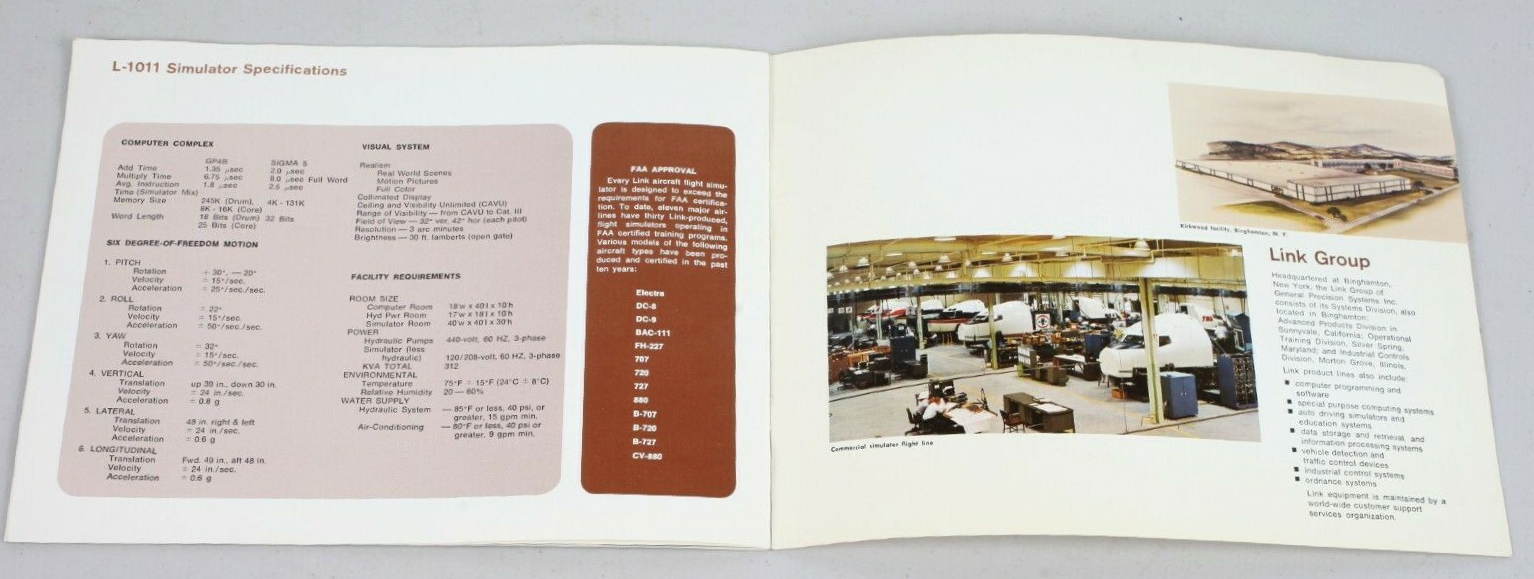 L-1011 Simulator Specifications
COMPUTER COMPLEX
GP4B SIGMA 5
Add Time 1.35 µsec 2.0 µsec
Multiply Time 6.75 µsec 8.0 µsec Full Word
Avg. Instruction 1.8 µsec 2.5 µsec
Time (Simulator Mix)
Memory Size 245K (Drum), 4K - 131K
8K - 16K (Core)
Word Length 18 Bits (Drum) 32 Bits
25 Bits (Core)
SIX DEGREE-OF-FREEDOM MOTION
1. PITCH
Rotation + 30°, — 20°
Velocity ± 15°/sec.
Acceleration ± 25°/sec./sec.
2. ROLL
Rotation ± 22°
Velocity ± 15°/sec.
Acceleration ± 50°/sec./sec.
3. YAW
Rotation ± 32°
Velocity ± 15°/sec.
Acceleration ± 50°/sec./sec.
4. VERTICAL
Translation up 39 in., down 30 in.
Velocity ± 24 in./sec.
Acceleration ± 0.8 g
5. LATERAL
Translation 48 in. right & left
Velocity ± 24 in./sec.
Acceleration ± 0.6 g
6. LONGITUDINAL
Translation Fwd. 49 in., aft 48 in.
Velocity ± 24 in./sec.
Acceleration ± 0.6 g
VISUAL SYSTEM
Realism
Real World Scenes
Motion Pictures
Full Color
Collimated Display
Ceiling and Visibility Unlimited (CAVU)
Range of Visibility — from CAVU to Cat. III
Field of View — 32° ver, 42° hor (each pilot)
Resolution — 3 arc minutes
Brightness — 30 ft. lamberts (open gate)
FACILITY REQUIREMENTS
ROOM SIZE
Computer Room 18'w x 40'l x 10'h
Hyd Pwr Room 17'w x 18'l x 10'h
Simulator Room 40'w x 40'l x 30'h
POWER
Hydraulic Pumps 440-volt, 60 HZ, 3-phase
Simulator (less
hydraulic) 120/208-volt, 60 HZ, 3-phase
KVA TOTAL 312
ENVIRONMENTAL
Temperature 75°F ± 15°F (24°C ± 8°C)
Relative Humidity 20 — 80%
WATER SUPPLY
Hydraulic System — 85°F or less, 40 psi, or
greater, 15 gpm min.
Air-Conditioning — 80°F or less, 40 psi, or
greater, 9 gpm min.
FAA APPROVAL
Every Link aircraft flight simu-
lator is designed to exceed the
requirements for FAA certifica-
tion. To date, eleven major air-
lines have thirty Link-produced,
flight simulators operating in
FAA certified training programs.
Various models of the following
aircraft types have been pro-
duced and certified in the past
ten years:
Electra
DC-8
DC-9
BAC-111
FH-227
707
720
727
880
B-707
B-720
B-727
CV-880
Kirkwood facility, Binghamton, N. Y.
Commercial simulator flight line
Link Group
Headquartered at Binghamton,
New York, the Link Group of
General Precision Systems Inc.
consists of its Systems Division, also
located in Binghamton;
Advanced Products Division in
Sunnyvale, California; Operational
Training Division, Silver Spring,
Maryland; and Industrial Controls
Division, Morton Grove, Illinois.
Link product lines also include:
■ computer programming and
software
■ special purpose computing systems
■ auto driving simulators and
education systems
■ data storage and retrieval, and
information processing systems
■ vehicle detection and
traffic control devices
■ industrial control systems
■ ordnance systems
Link equipment is maintained by a
world-wide customer support
services organization.